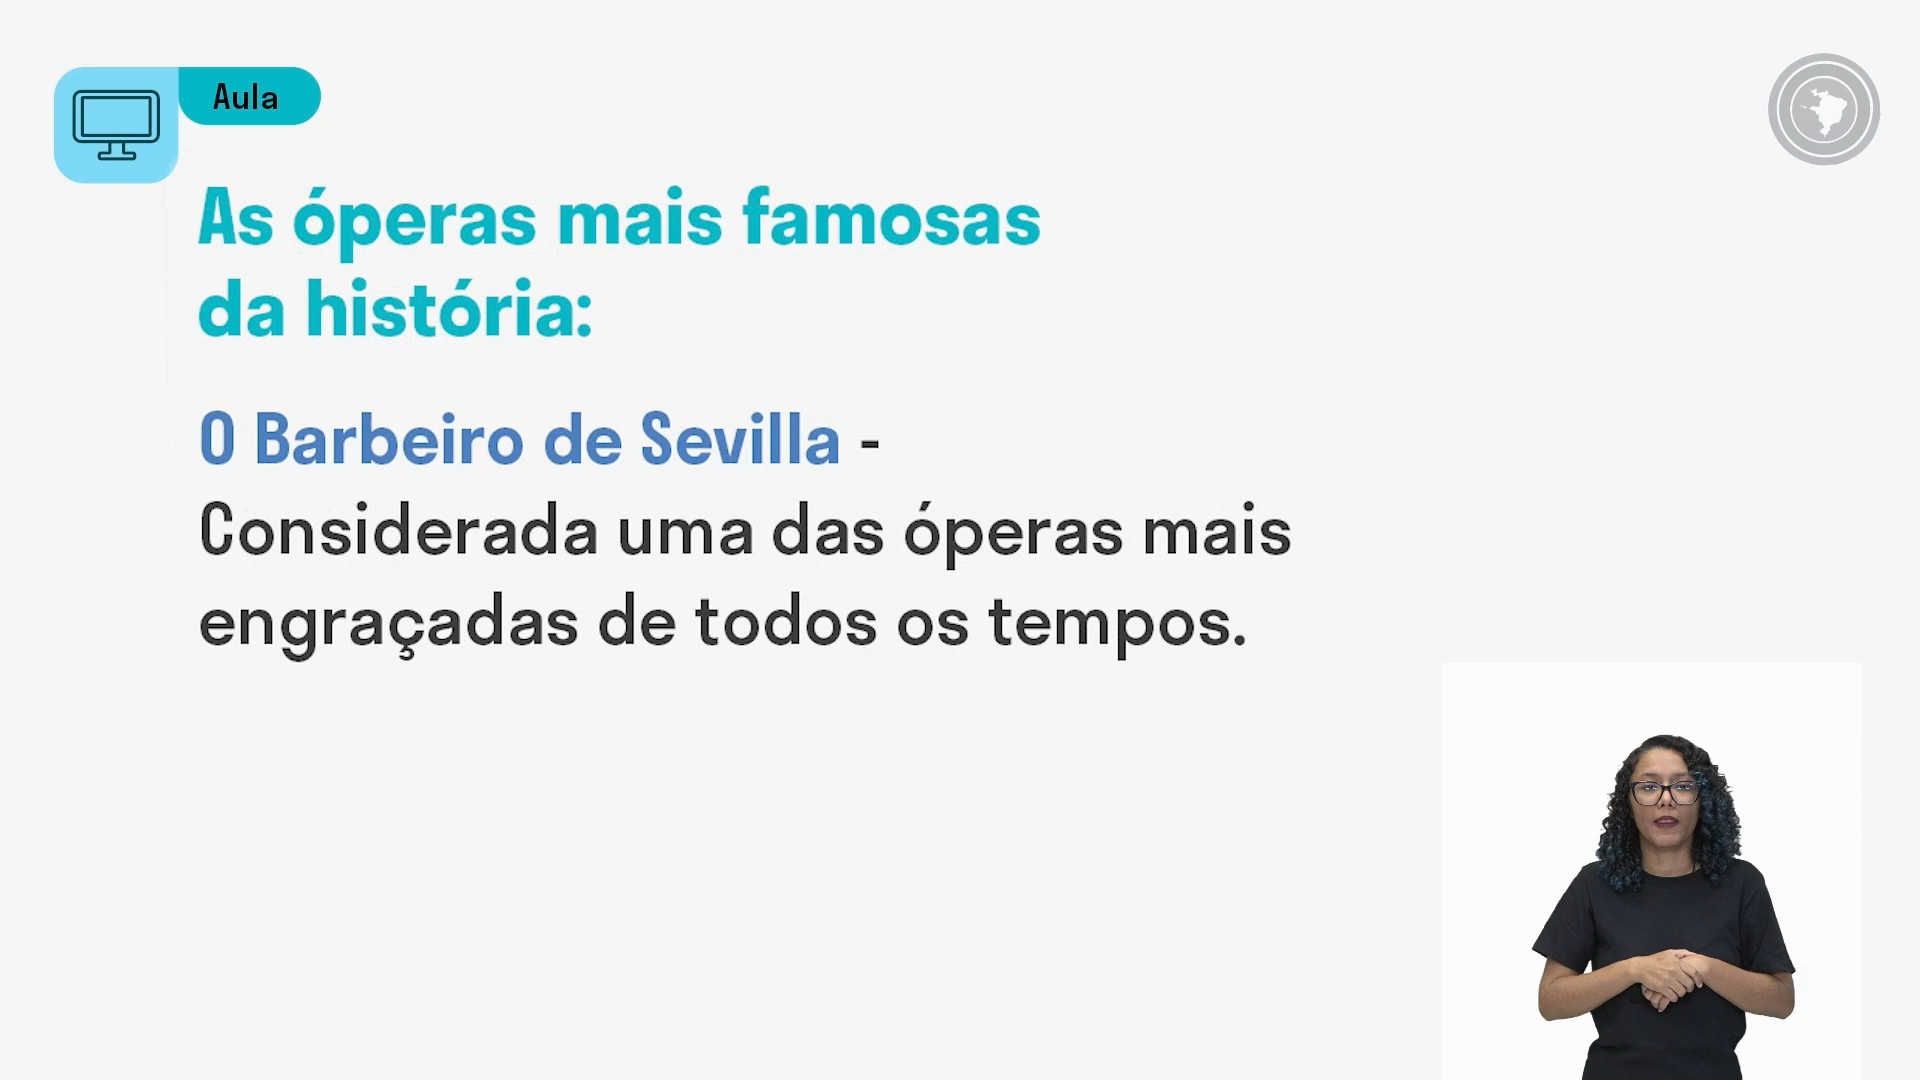 Aula
As óperas mais famosas
da história:
O Barbeiro de Sevilla -
Considerada uma das óperas mais
engraçadas de todos os tempos.